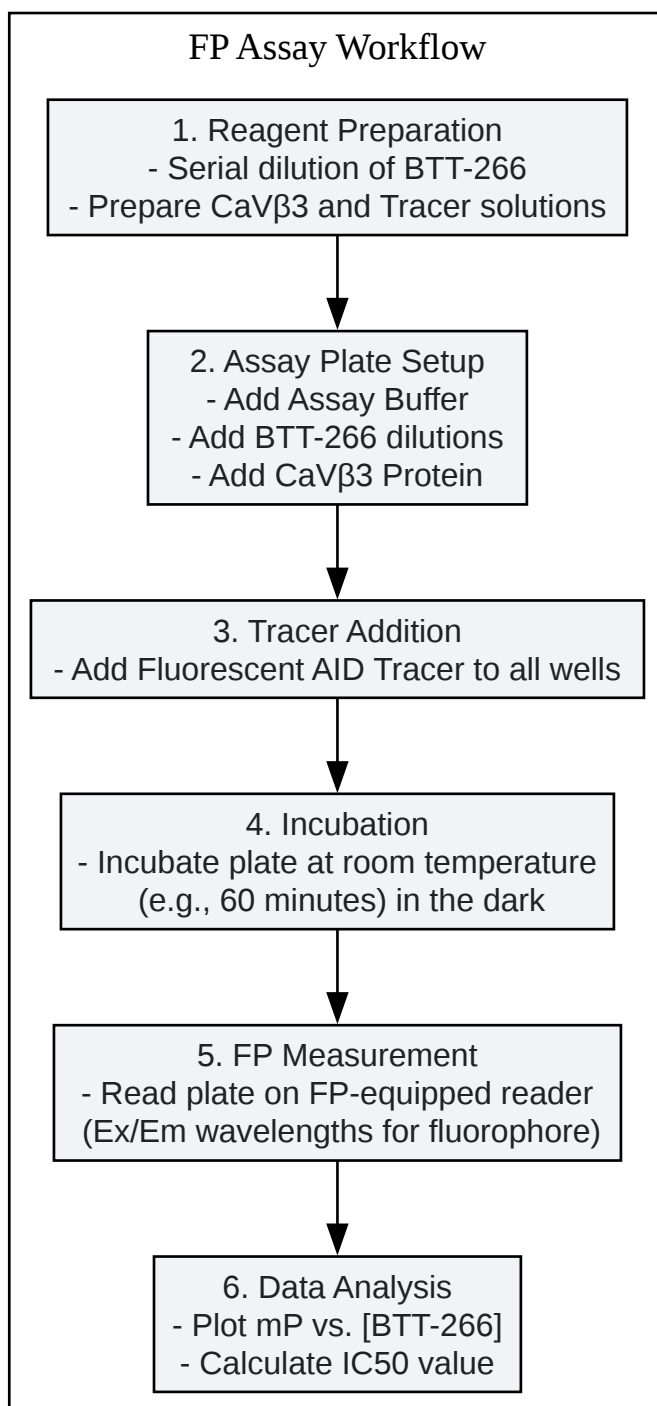 FP Assay Workflow
1. Reagent Preparation
- Serial dilution of BTT-266
- Prepare CaVβ3 and Tracer solutions
2. Assay Plate Setup
- Add Assay Buffer
- Add BTT-266 dilutions
- Add CaVβ3 Protein
3. Tracer Addition
- Add Fluorescent AID Tracer to all wells
4. Incubation
- Incubate plate at room temperature
(e.g., 60 minutes) in the dark
5. FP Measurement
- Read plate on FP-equipped reader
(Ex/Em wavelengths for fluorophore)
6. Data Analysis
- Plot mP vs. [BTT-266]
- Calculate IC50 value